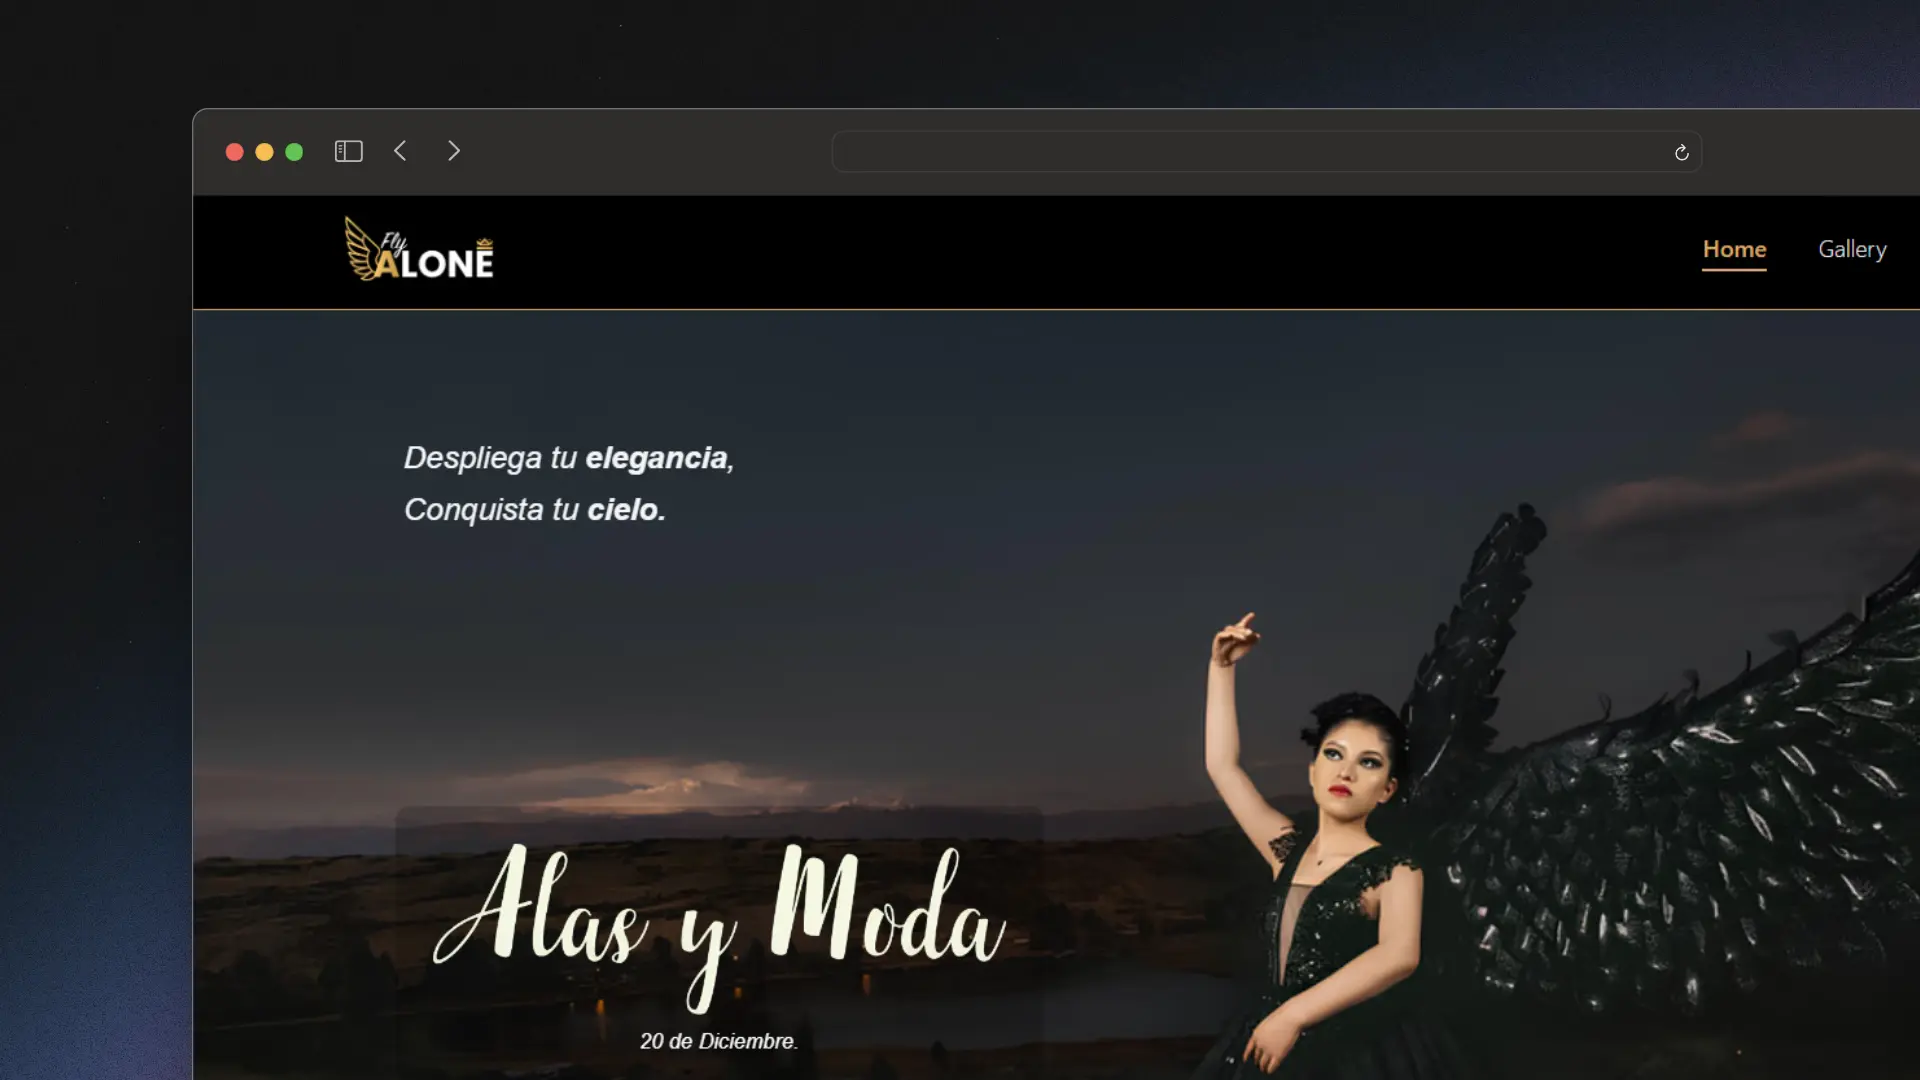 Fly
ALONE
Home
Gallery
Despliega tu elegancia,
Conquista tu cielo.
Alas y Moda
20 de Diciembre.